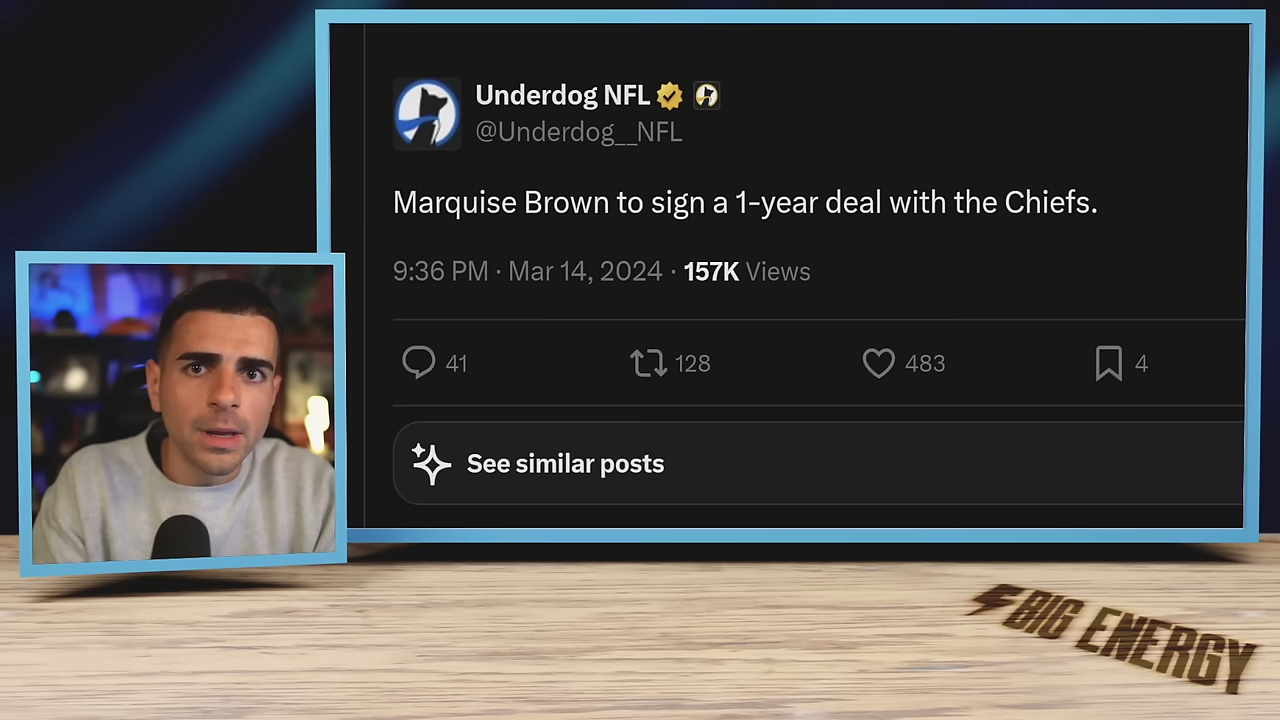 Underdog NFL
@Underdog__NFL
Marquise Brown to sign a 1-year deal with the Chiefs.
9:36 PM · Mar 14, 2024 · 157K Views
41 128 483 4
See similar posts
BIG ENERGY